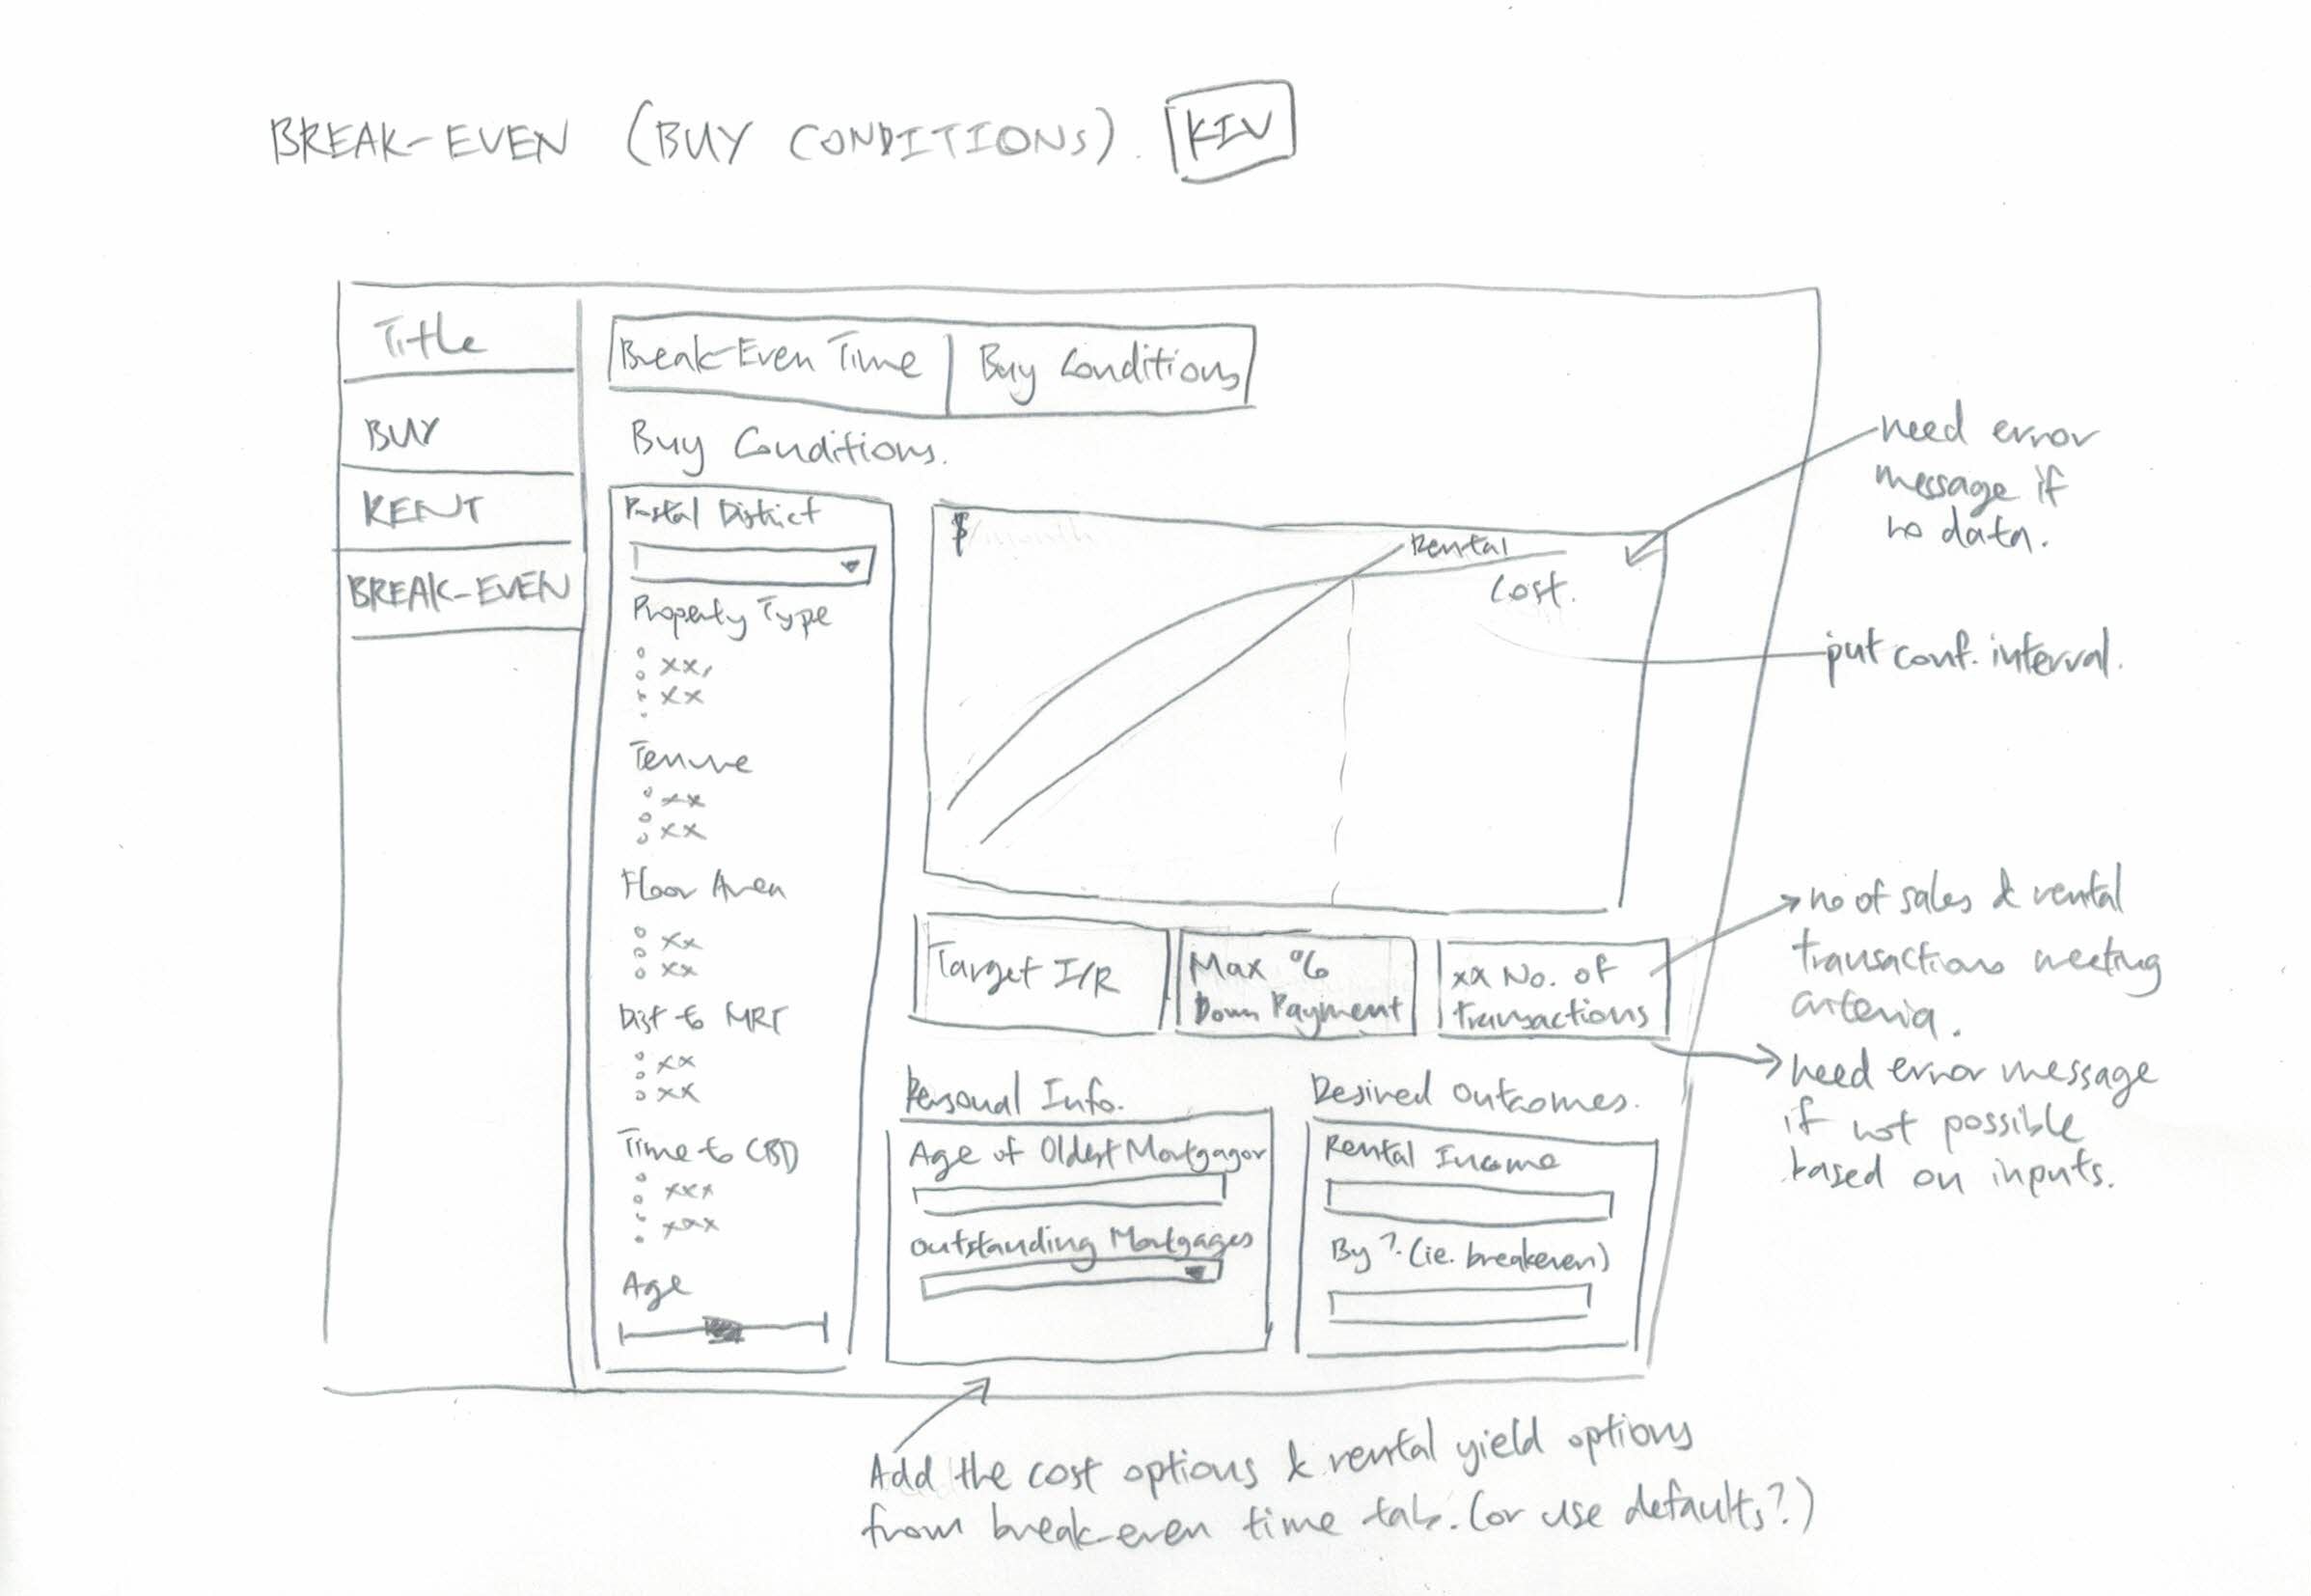 BREAK-EVEN (BUY CONDITIONS). KIV
Title
BUY
RENT
BREAK-EVEN
Break-Even Time
Buy Conditions
Buy Conditions.
Postal District
Property Type
xx,
xx
Tenure
xx
xx
Floor Area
xx
xx
Dist to MRT
xx
xx
Time to CBD
xxx
xxx
Age
$
Rental
Cost.
need error
message if
no data.
put conf. interval.
Target I/R
Max %
Down Payment
xx No. of
transactions
no of sales & rental
transactions meeting
criteria.
need error message
if not possible
based on inputs.
Personal Info.
Age of Oldest Mortgagor
Outstanding Mortgages
Desired Outcomes.
Rental Income
By ?. (ie. breakeven)
Add the cost options & rental yield options
from break-even time tab. (or use defaults?)